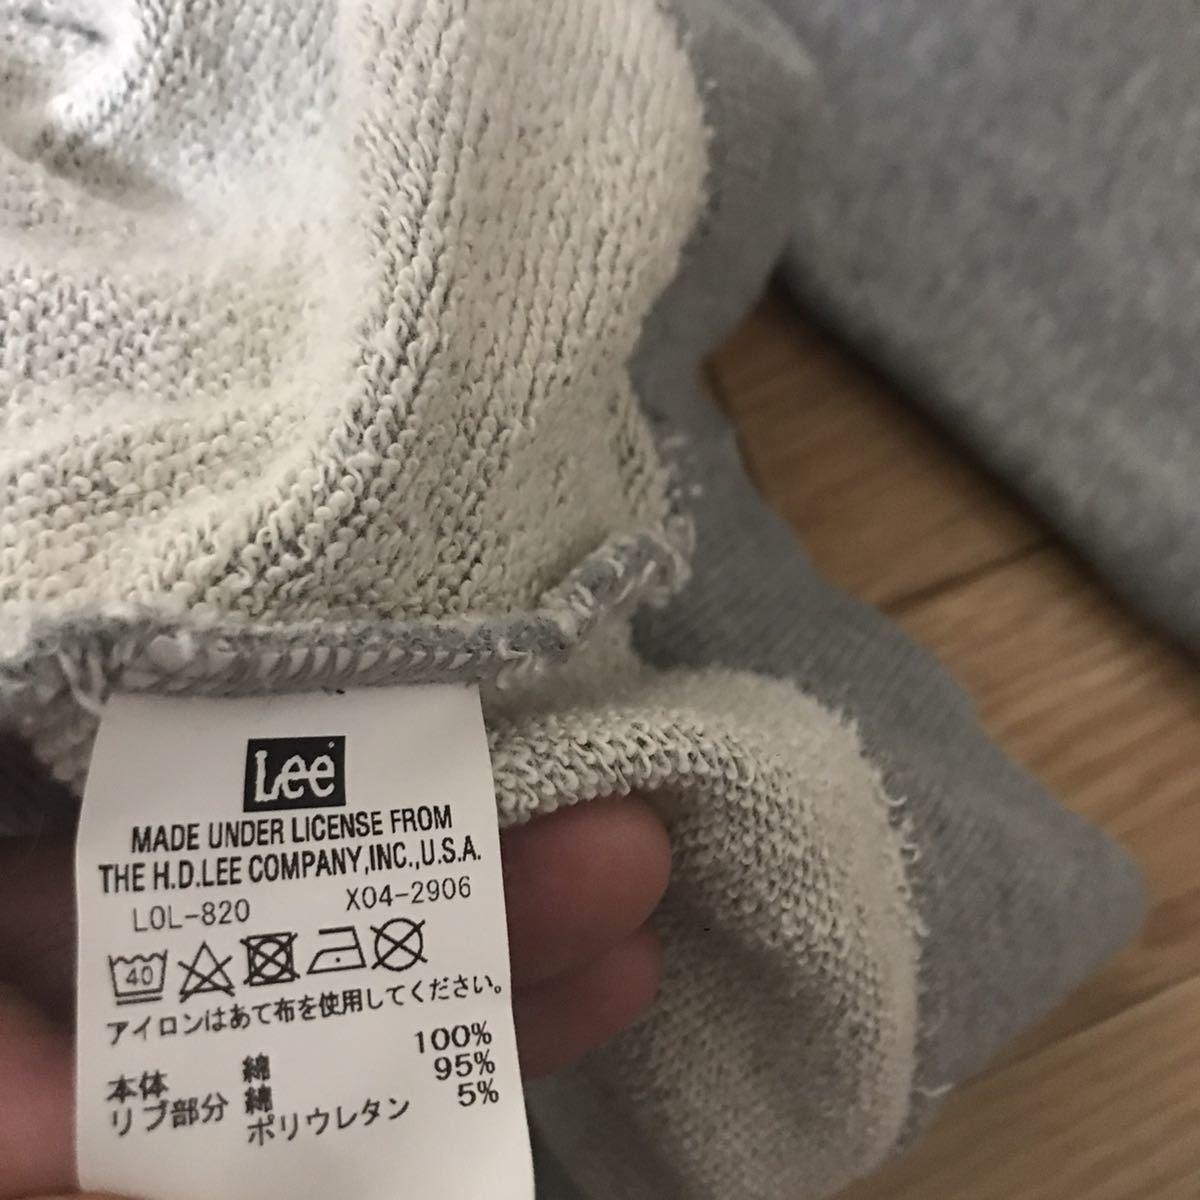 Lee
MADE UNDER LICENSE FROM
THE H.D.LEE COMPANY,INC.,U.S.A.
LOL-820 X04-2906
40
アイロンはあて布を使用してください。
本体 綿 100%
リブ部分 綿 95%
ポリウレタン 5%